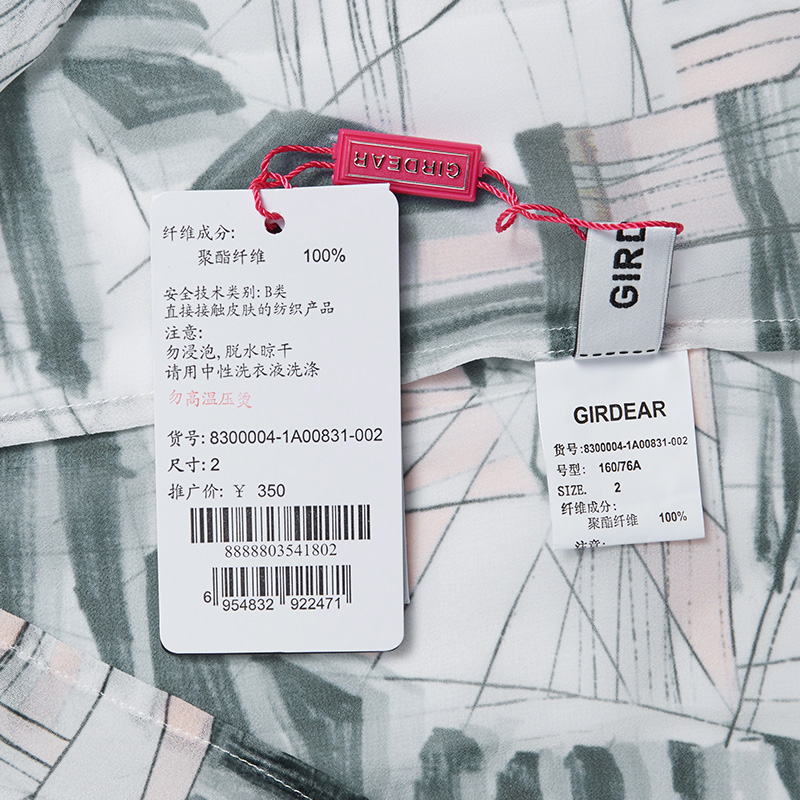 GIRDEAR
纤维成分:
聚酯纤维 100%
安全技术类别: B类
直接接触皮肤的纺织产品
注意:
勿浸泡, 脱水晾干
请用中性洗衣液洗涤
勿高温压烫
货号: 8300004-1A00831-002
尺寸: 2
推广价: ¥ 350
8888803541802
6 954832 922471
GIRE
GIRDEAR
货号:8300004-1A00831-002
号型: 160/76A
SIZE. 2
纤维成分:
聚酯纤维 100%
注意: